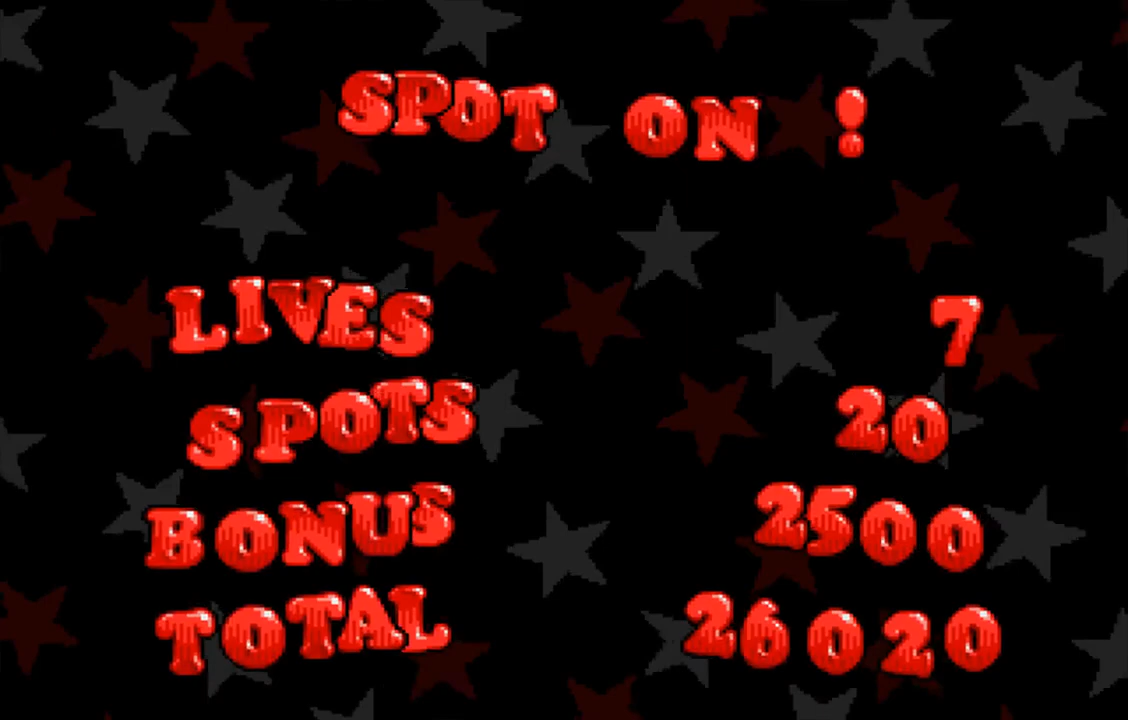 SPOT ON !
LIVES 7
SPOTS 20
BONUS 2500
TOTAL 26020